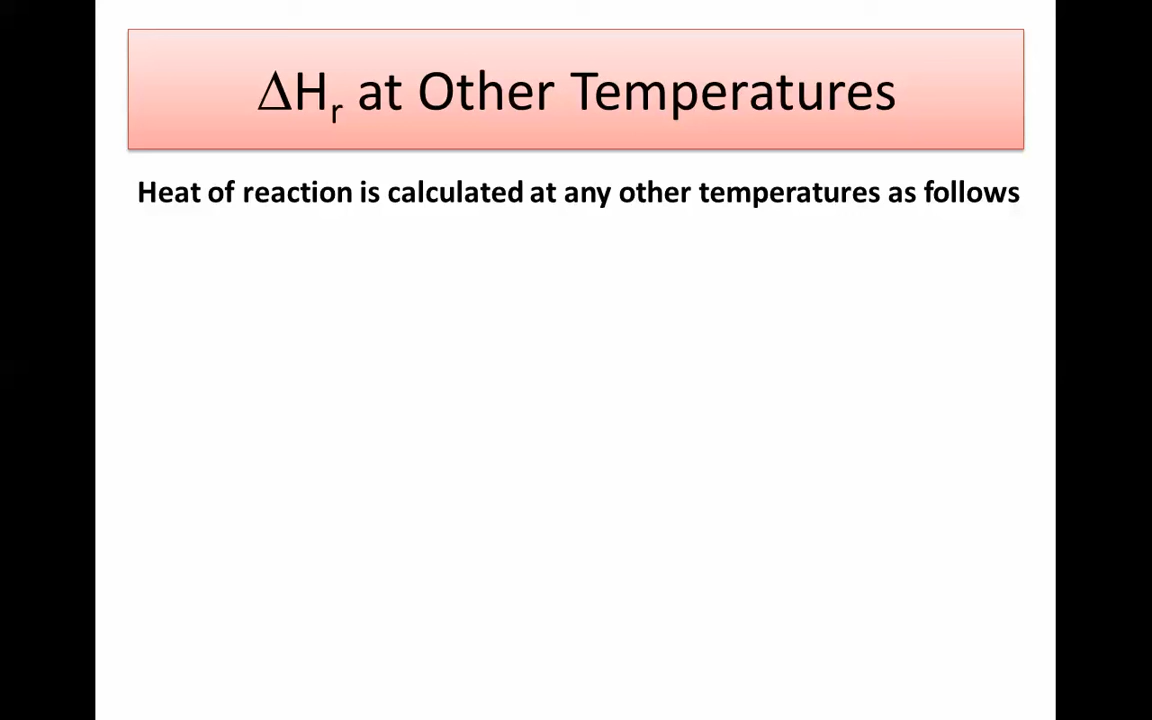 ΔHr at Other Temperatures
Heat of reaction is calculated at any other temperatures as follows